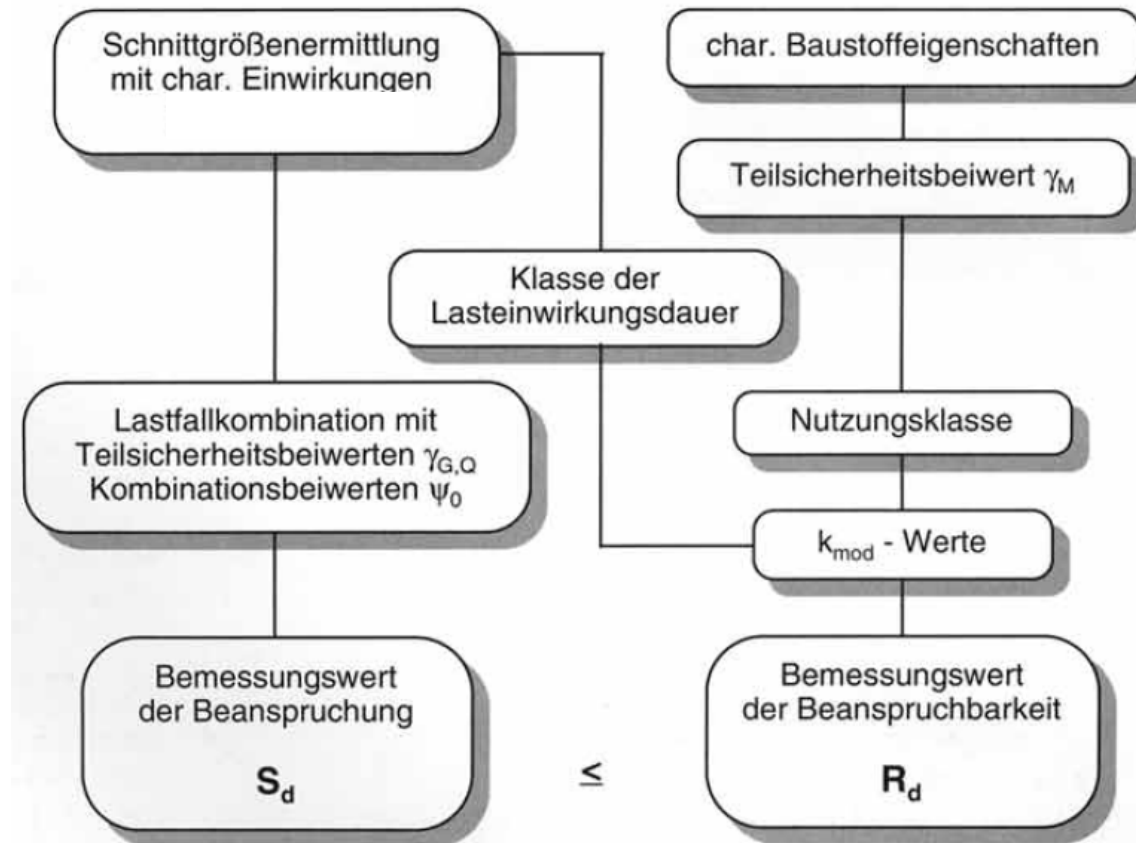 Schnittgrößenermittlung
mit char. Einwirkungen
char. Baustoffeigenschaften
Teilsicherheitsbeiwert γM
Klasse der
Lasteinwirkungsdauer
Lastfallkombination mit
Teilsicherheitsbeiwerten γG,Q
Kombinationsbeiwerten ψ0
Nutzungsklasse
kmod - Werte
Bemessungswert
der Beanspruchung
Sd
≤
Bemessungswert
der Beanspruchbarkeit
Rd